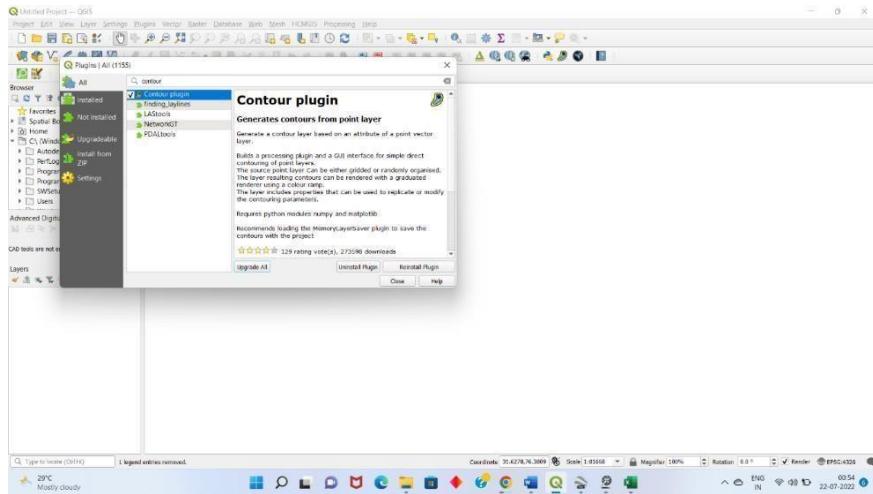 Untitled Project — QGIS
Project Edit View Layer Settings Plugins Vector Raster Database Web Mesh HCMGIS Processing Help
Plugins | All (1155)
All
contour
Installed
Not installed
Upgradeable
Install from ZIP
Settings
Contour plugin
finding_laylines
LAStools
NetworkGT
PDALtools
Contour plugin
Generates contours from point layer
Generate a contour layer based on an attribute of a point vector
layer.
Builds a processing plugin and a GUI interface for simple direct
contouring of point layers.
The source point layer can be either gridded or randomly organised.
The layer resulting contours can be rendered with a graduated
renderer using a colour ramp.
The layer includes properties that can be used to replicate or modify
the contouring parameters.
Requires python modules numpy and matplotlib
Recommends loading the MemoryLayerSaver plugin to save the
contours with the project
129 rating vote(s), 273598 downloads
Upgrade All
Uninstall Plugin
Reinstall Plugin
Close
Help
Browser
Favorites
Spatial Bo
Home
C:\ (Windo
Autode
PerfLog
Program
Program
SWSetu
Users
Advanced Digiti
CAD tools are not e
Layers
Type to locate (Ctrl+K)
1 legend entries removed.
Coordinate 31.6278,76.3009
Scale
Magnifier 100%
Rotation 0.0 °
Render
EPSG:4326
29°C
Mostly cloudy
ENG
IN
00:54
22-07-2022